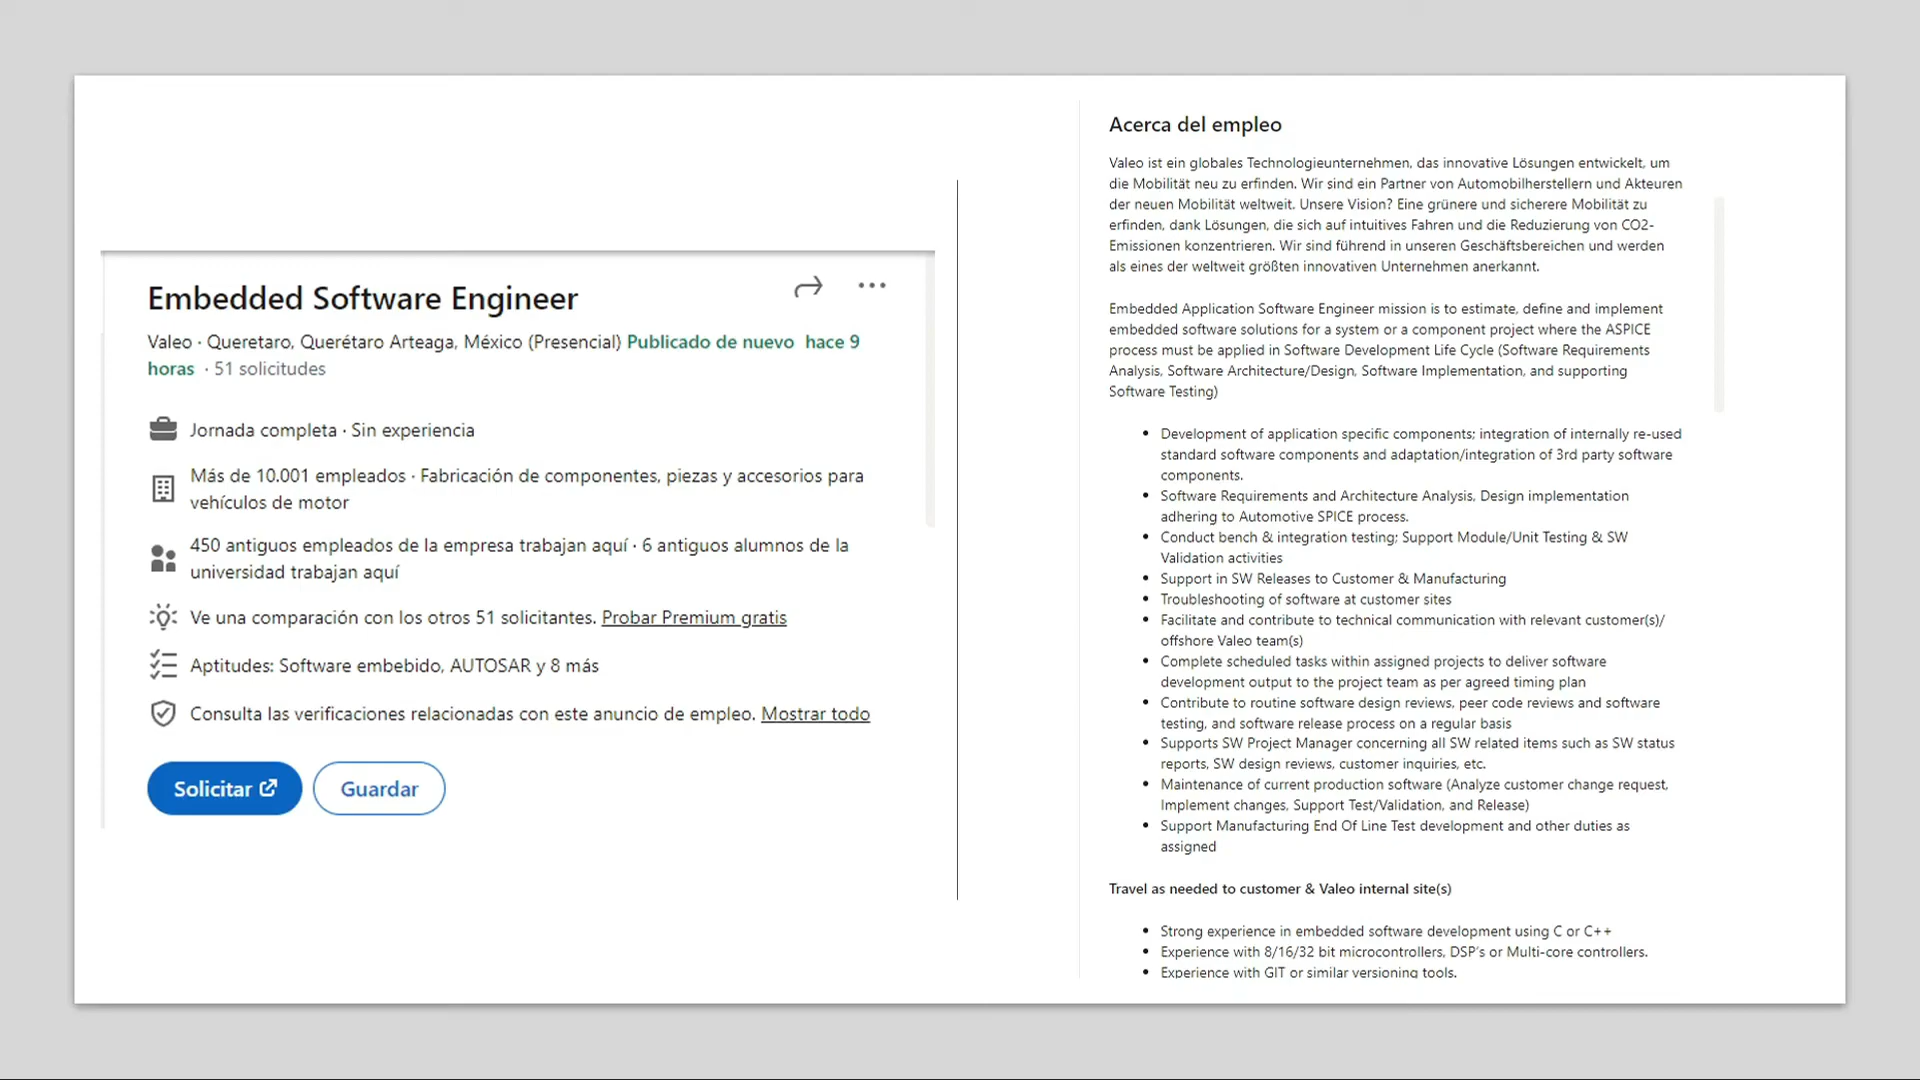 Embedded Software Engineer
Valeo · Queretaro, Querétaro Arteaga, México (Presencial) Publicado de nuevo hace 9
horas · 51 solicitudes
Jornada completa · Sin experiencia
Más de 10.001 empleados · Fabricación de componentes, piezas y accesorios para
vehículos de motor
450 antiguos empleados de la empresa trabajan aquí · 6 antiguos alumnos de la
universidad trabajan aquí
Ve una comparación con los otros 51 solicitantes. Probar Premium gratis
Aptitudes: Software embebido, AUTOSAR y 8 más
Consulta las verificaciones relacionadas con este anuncio de empleo. Mostrar todo
Solicitar
Guardar
Acerca del empleo
Valeo ist ein globales Technologieunternehmen, das innovative Lösungen entwickelt, um
die Mobilität neu zu erfinden. Wir sind ein Partner von Automobilherstellern und Akteuren
der neuen Mobilität weltweit. Unsere Vision? Eine grünere und sicherere Mobilität zu
erfinden, dank Lösungen, die sich auf intuitives Fahren und die Reduzierung von CO2-
Emissionen konzentrieren. Wir sind führend in unseren Geschäftsbereichen und werden
als eines der weltweit größten innovativen Unternehmen anerkannt.
Embedded Application Software Engineer mission is to estimate, define and implement
embedded software solutions for a system or a component project where the ASPICE
process must be applied in Software Development Life Cycle (Software Requirements
Analysis, Software Architecture/Design, Software Implementation, and supporting
Software Testing)
• Development of application specific components; integration of internally re-used
standard software components and adaptation/integration of 3rd party software
components.
• Software Requirements and Architecture Analysis, Design implementation
adhering to Automotive SPICE process.
• Conduct bench & integration testing; Support Module/Unit Testing & SW
Validation activities
• Support in SW Releases to Customer & Manufacturing
• Troubleshooting of software at customer sites
• Facilitate and contribute to technical communication with relevant customer(s)/
offshore Valeo team(s)
• Complete scheduled tasks within assigned projects to deliver software
development output to the project team as per agreed timing plan
• Contribute to routine software design reviews, peer code reviews and software
testing, and software release process on a regular basis
• Supports SW Project Manager concerning all SW related items such as SW status
reports, SW design reviews, customer inquiries, etc.
• Maintenance of current production software (Analyze customer change request,
Implement changes, Support Test/Validation, and Release)
• Support Manufacturing End Of Line Test development and other duties as
assigned
Travel as needed to customer & Valeo internal site(s)
• Strong experience in embedded software development using C or C++
• Experience with 8/16/32 bit microcontrollers, DSP's or Multi-core controllers.
• Experience with GIT or similar versioning tools.